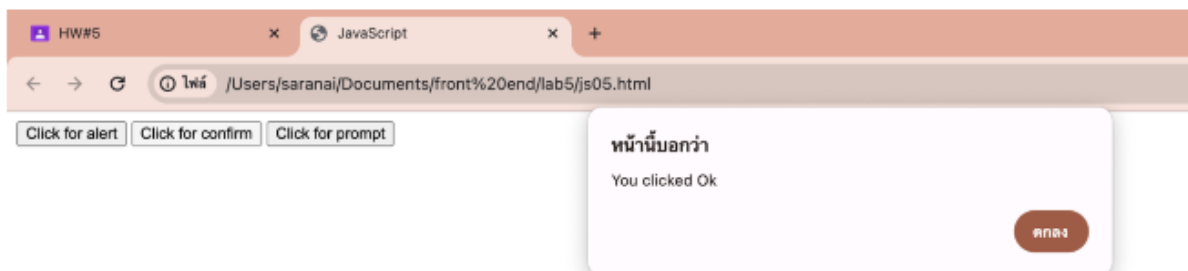 HW#5
JavaScript
ไฟล์ /Users/saranai/Documents/front%20end/lab5/js05.html
Click for alert Click for confirm Click for prompt
หน้านี้บอกว่า
You clicked Ok
ตกลง